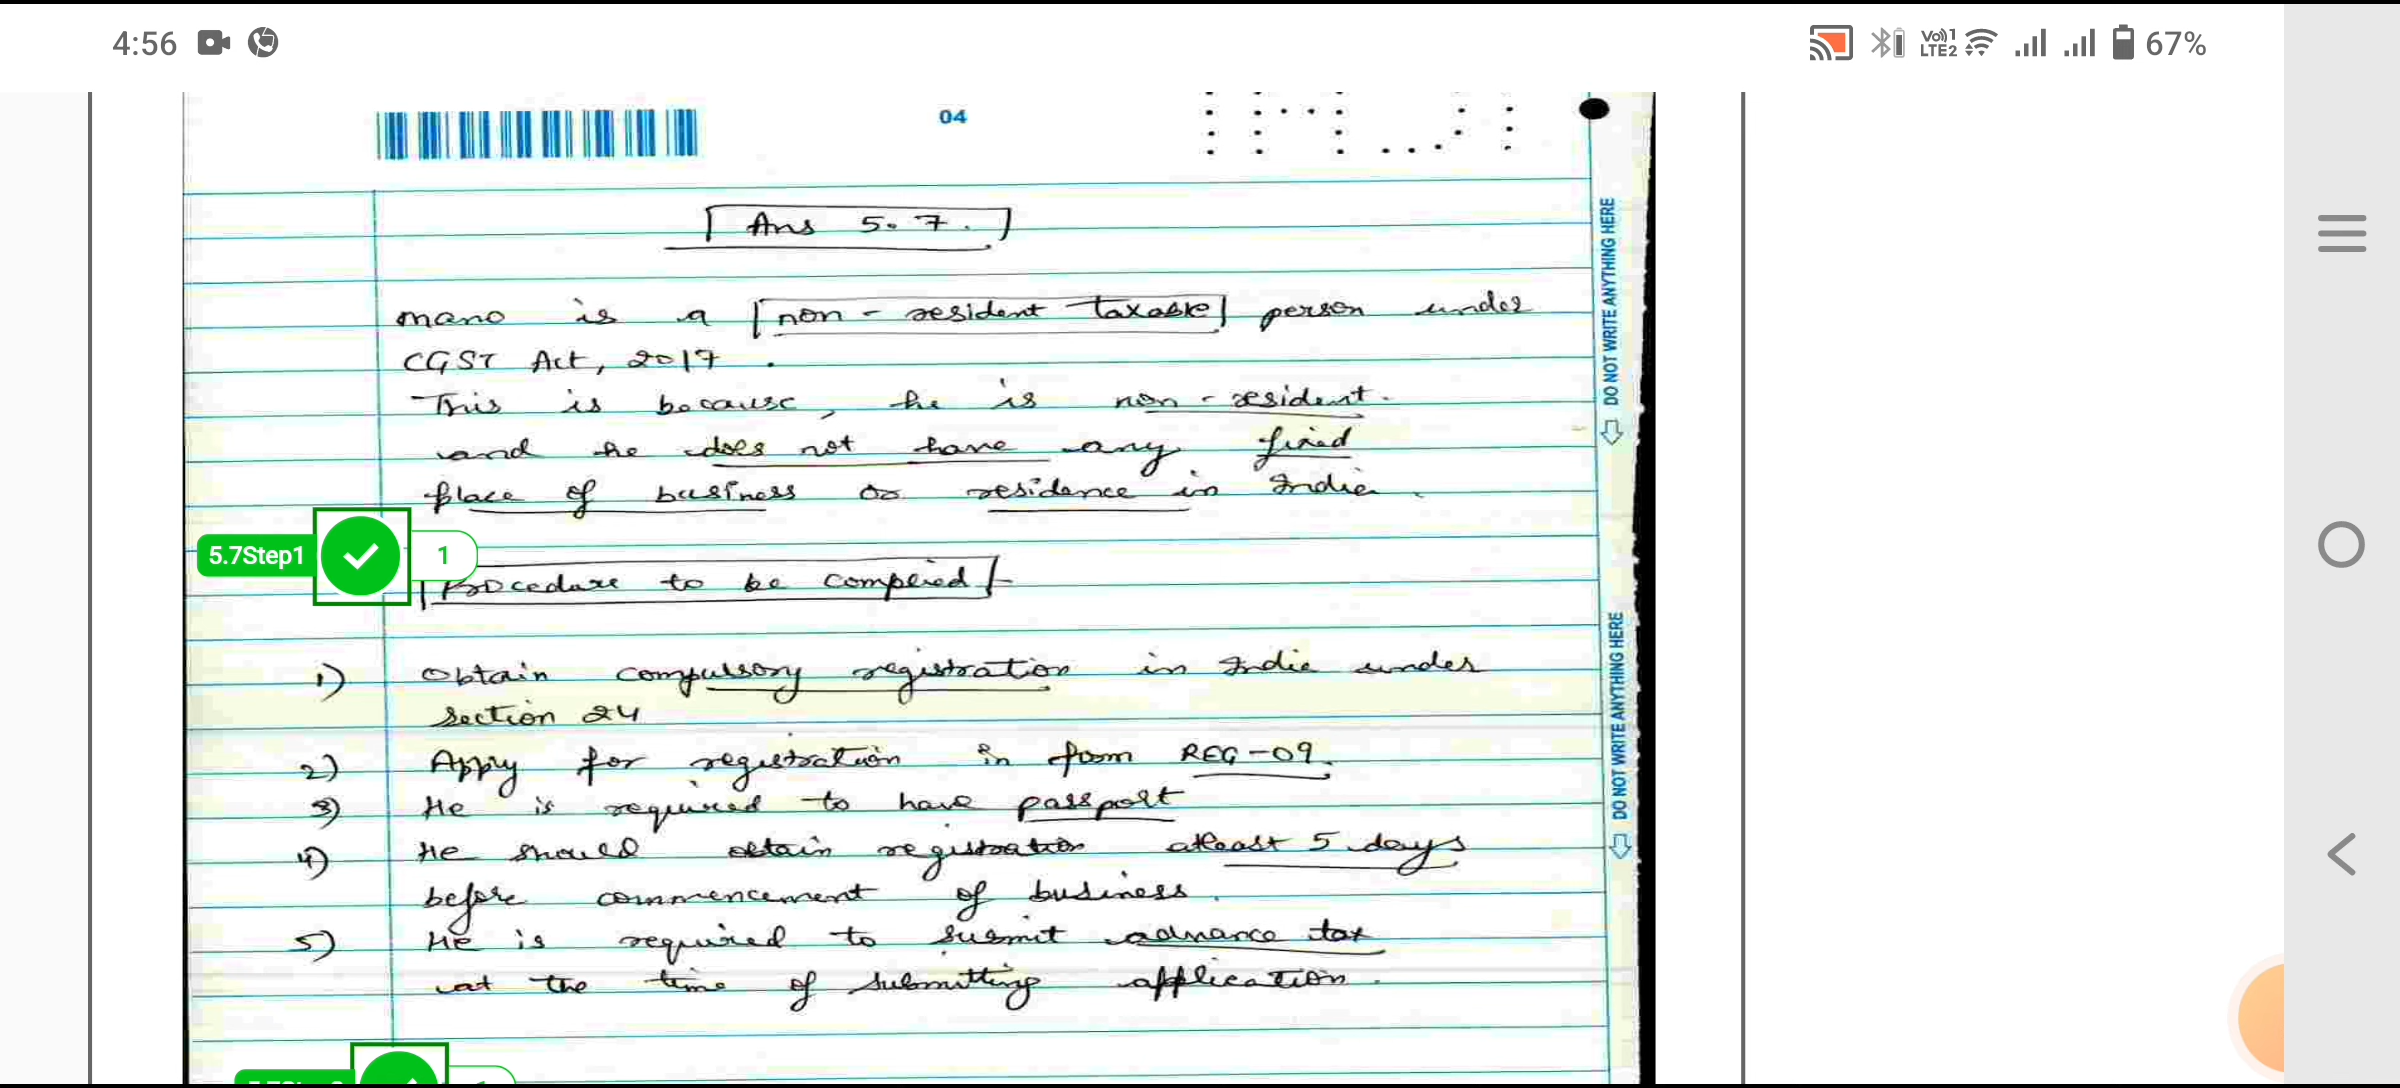 4:56
Vo)) 1 LTE2 67%
04
Ans 5.7.
mano is a non-resident taxable person under
CGST Act, 2017.
This is because, he is non-resident.
and he does not have any fixed
place of business or residence in India.
5.7Step1 1
Procedure to be complied
1) Obtain compulsory registration in India under
section 24
2) Apply for registration in form REG-09.
3) He is required to have passport
4) He should obtain registration atleast 5 days
before commencement of business.
5) He is required to submit advance tax
at the time of submitting application.
DO NOT WRITE ANYTHING HERE
DO NOT WRITE ANYTHING HERE